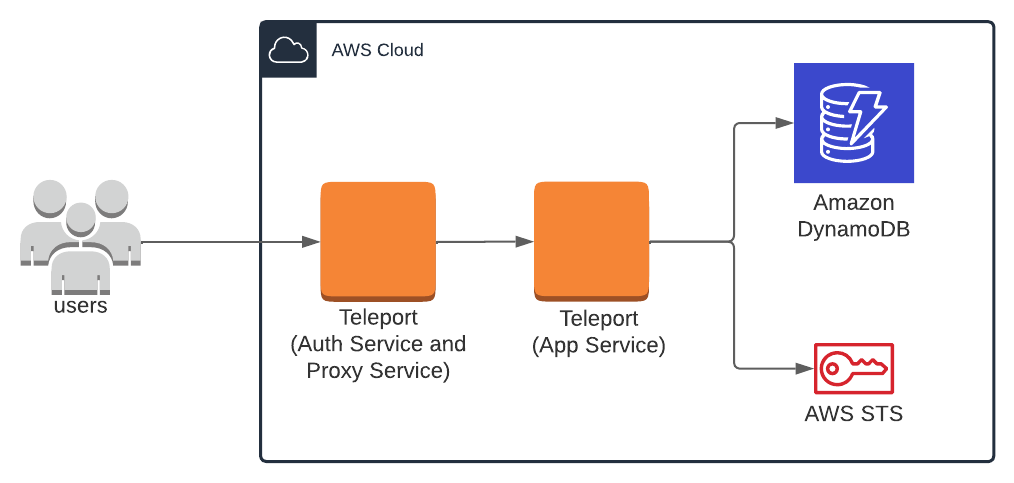 AWS Cloud
users
Teleport
(Auth Service and
Proxy Service)
Teleport
(App Service)
Amazon
DynamoDB
AWS STS